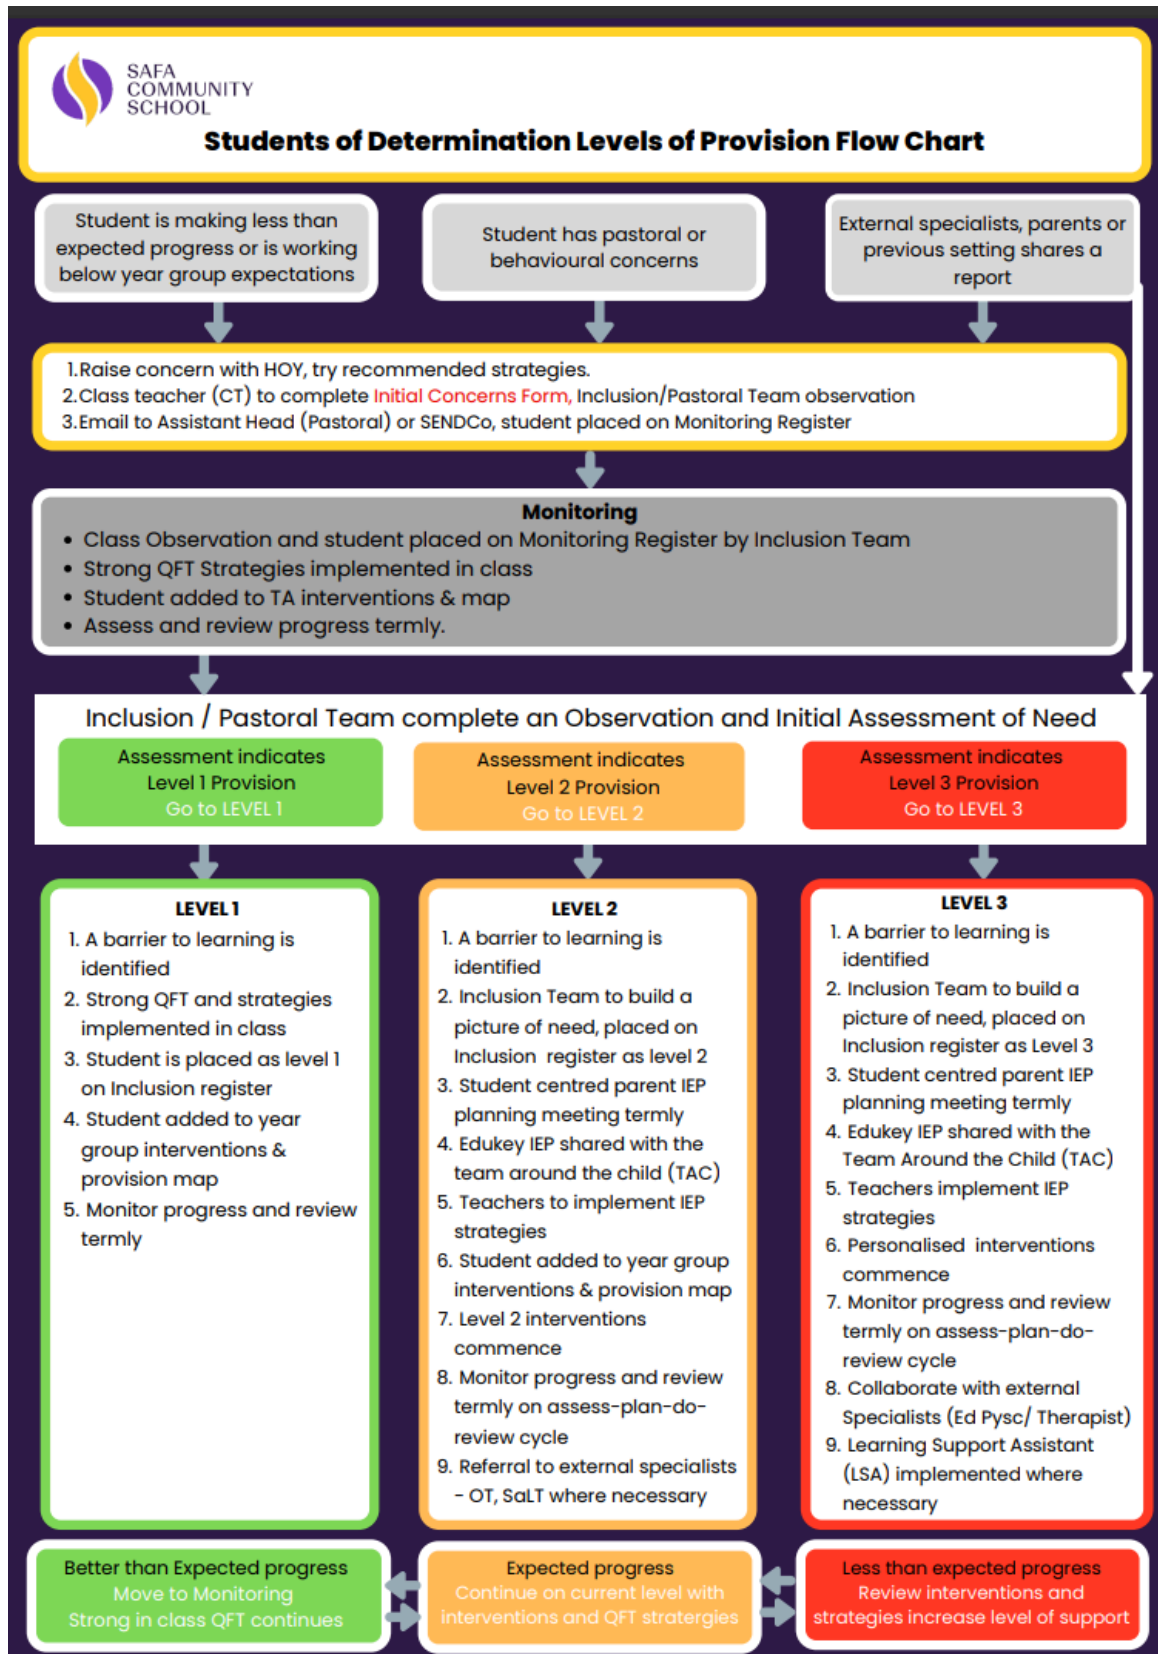 SAFA
COMMUNITY
SCHOOL
Students of Determination Levels of Provision Flow Chart
Student is making less than
expected progress or is working
below year group expectations
Student has pastoral or
behavioural concerns
External specialists, parents or
previous setting shares a
report
1.Raise concern with HOY, try recommended strategies.
2.Class teacher (CT) to complete Initial Concerns Form, Inclusion/Pastoral Team observation
3.Email to Assistant Head (Pastoral) or SENDCo, student placed on Monitoring Register
Monitoring
• Class Observation and student placed on Monitoring Register by Inclusion Team
• Strong QFT Strategies implemented in class
• Student added to TA interventions & map
• Assess and review progress termly.
Inclusion / Pastoral Team complete an Observation and Initial Assessment of Need
Assessment indicates
Level 1 Provision
Go to LEVEL 1
Assessment indicates
Level 2 Provision
Go to LEVEL 2
Assessment indicates
Level 3 Provision
Go to LEVEL 3
LEVEL 1
1. A barrier to learning is
identified
2. Strong QFT and strategies
implemented in class
3. Student is placed as level 1
on Inclusion register
4. Student added to year
group interventions &
provision map
5. Monitor progress and review
termly
LEVEL 2
1. A barrier to learning is
identified
2. Inclusion Team to build a
picture of need, placed on
Inclusion register as level 2
3. Student centred parent IEP
planning meeting termly
4. Edukey IEP shared with the
team around the child (TAC)
5. Teachers to implement IEP
strategies
6. Student added to year group
interventions & provision map
7. Level 2 interventions
commence
8. Monitor progress and review
termly on assess-plan-do-
review cycle
9. Referral to external specialists
- OT, SaLT where necessary
LEVEL 3
1. A barrier to learning is
identified
2. Inclusion Team to build a
picture of need, placed on
Inclusion register as Level 3
3. Student centred parent IEP
planning meeting termly
4. Edukey IEP shared with the
Team Around the Child (TAC)
5. Teachers implement IEP
strategies
6. Personalised interventions
commence
7. Monitor progress and review
termly on assess-plan-do-
review cycle
8. Collaborate with external
Specialists (Ed Pysc/ Therapist)
9. Learning Support Assistant
(LSA) implemented where
necessary
Better than Expected progress
Move to Monitoring
Strong in class QFT continues
Expected progress
Continue on current level with
interventions and QFT stratergies
Less than expected progress
Review interventions and
strategies increase level of support